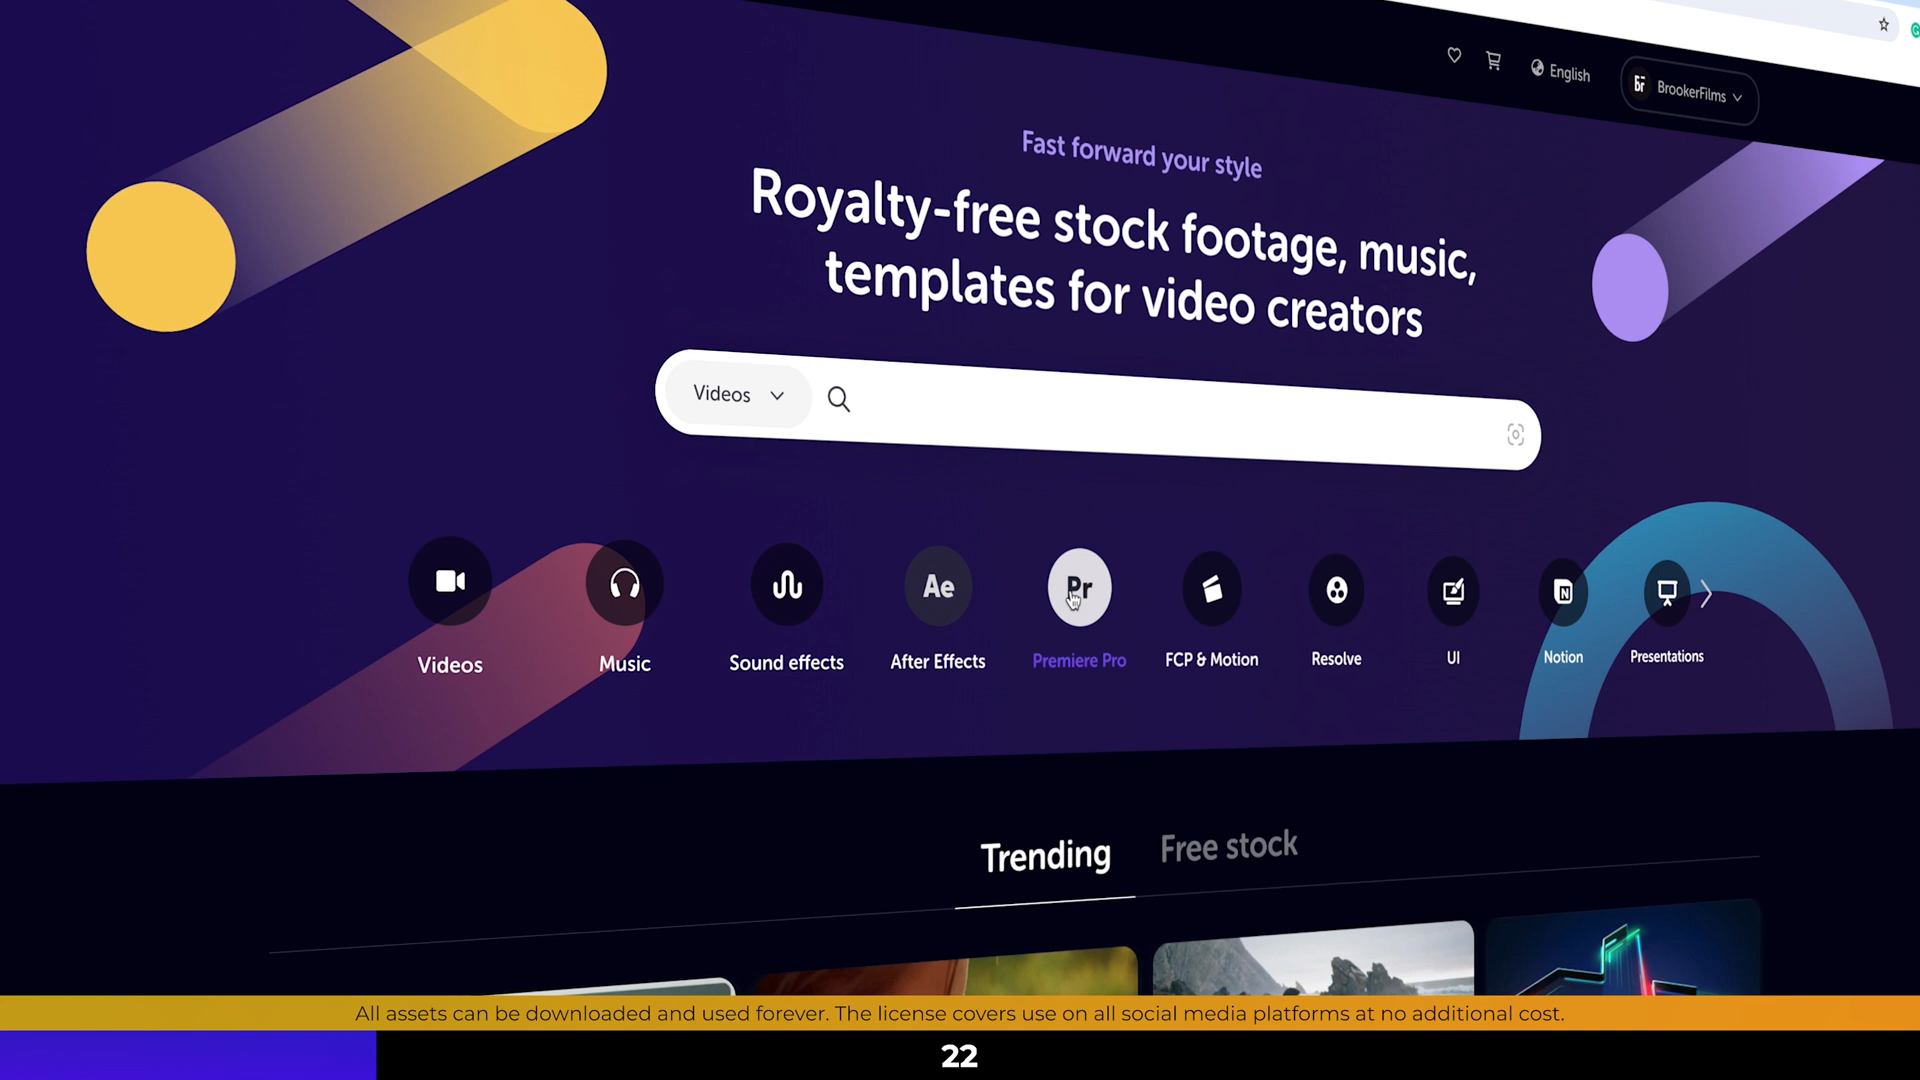 English
BrookerFilms
Fast forward your style
Royalty-free stock footage, music,
templates for video creators
Videos
Ae
Pr
N
Videos
Music
Sound effects
After Effects
Premiere Pro
FCP & Motion
Resolve
UI
Notion
Presentations
Trending
Free stock
All assets can be downloaded and used forever. The license covers use on all social media platforms at no additional cost.
22